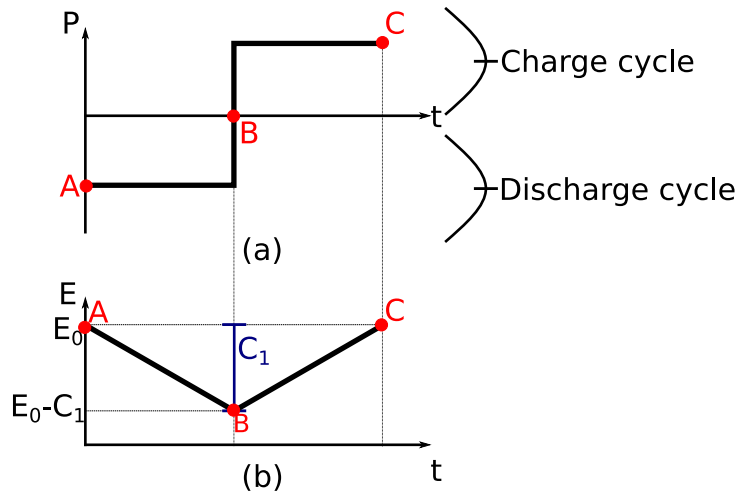 P
C
Charge cycle
t
B
A
Discharge cycle
(a)
E
A
C
E₀
C₁
E₀-C₁
B
t
(b)